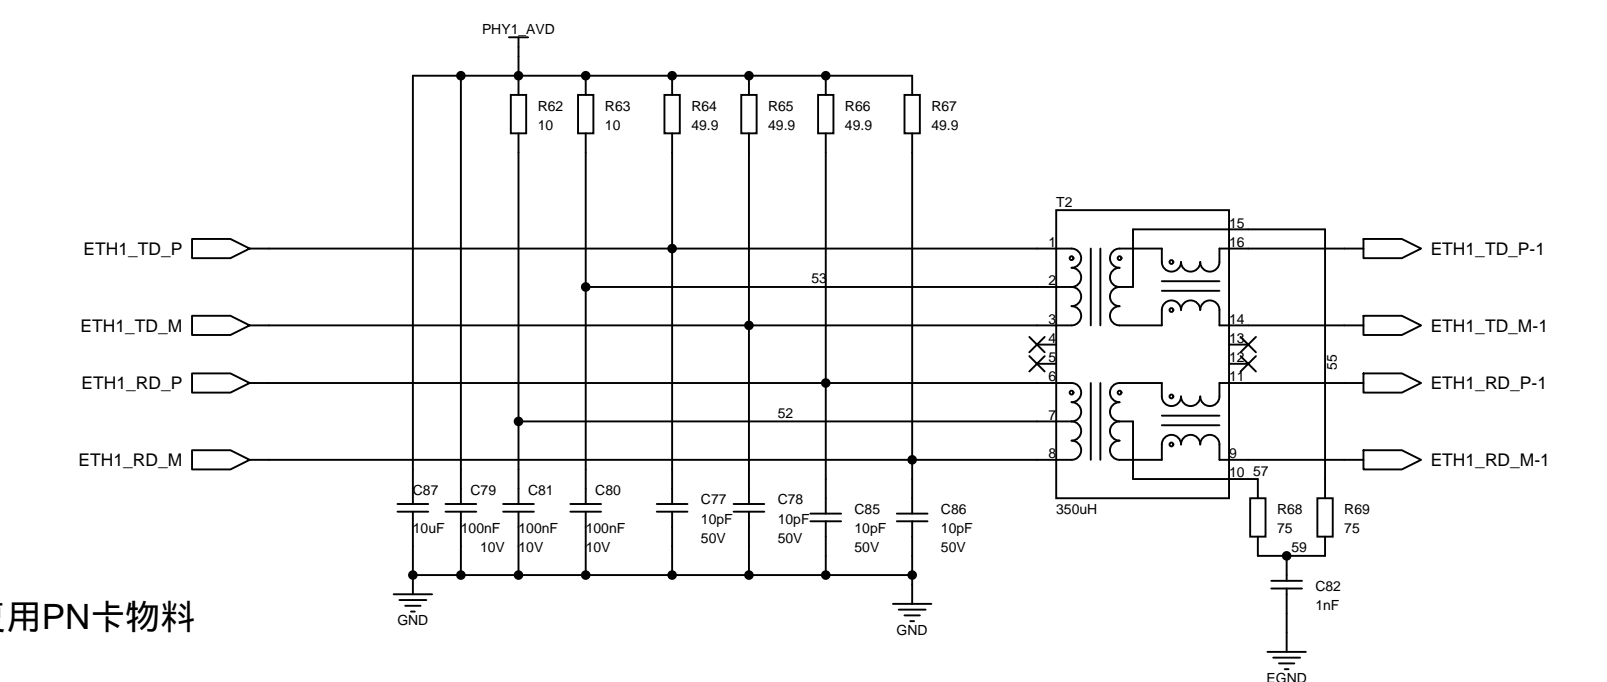 PHY1_AVD
R62
10
R63
10
R64
49.9
R65
49.9
R66
49.9
R67
49.9
T2
15
ETH1_TD_P
1
16
ETH1_TD_P-1
53
2
ETH1_TD_M
3
14
ETH1_TD_M-1
4
13
5
12
55
ETH1_RD_P
6
11
ETH1_RD_P-1
52
7
ETH1_RD_M
8
9
ETH1_RD_M-1
10
57
C87
10uF
C79
100nF
10V
C81
100nF
10V
C80
100nF
10V
C77
10pF
50V
C78
10pF
50V
C85
10pF
50V
C86
10pF
50V
350uH
R68
75
R69
75
59
C82
1nF
GND
GND
EGND
用PN卡物料